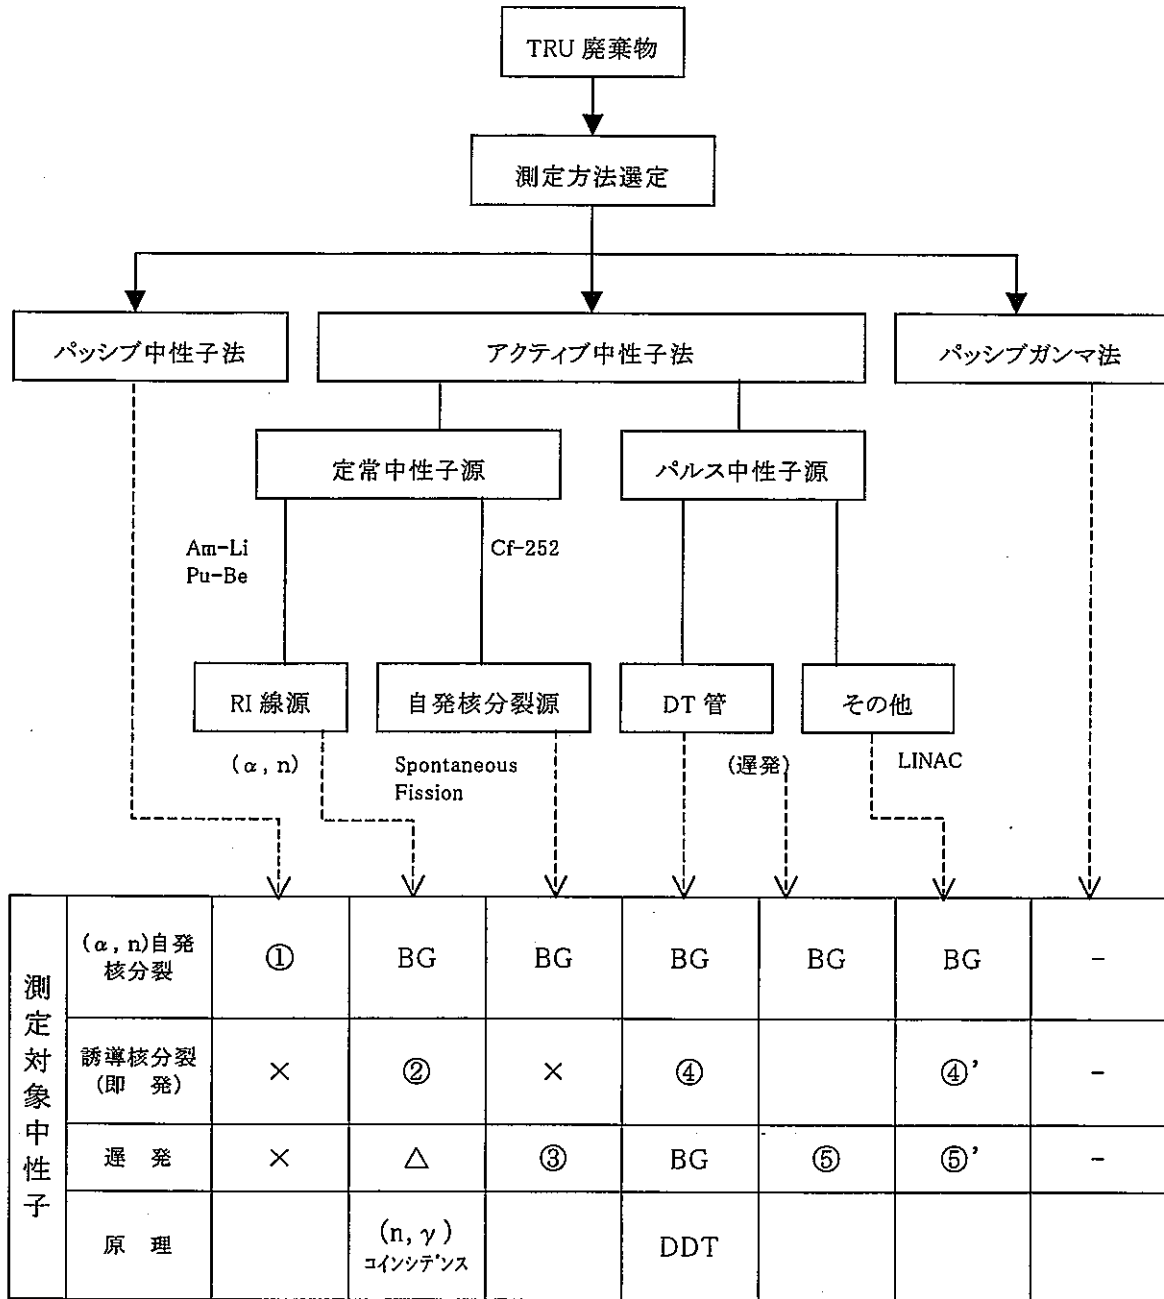 TRU 廃棄物
測定方法選定
パッシブ中性子法
アクティブ中性子法
パッシブガンマ法
定常中性子源
パルス中性子源
Am-Li
Pu-Be
Cf-252
RI 線源
自発核分裂源
DT 管
その他
(α, n)
Spontaneous
Fission
(遅発)
LINAC
測定対象中性子
(α, n)自発
核分裂
① BG BG BG BG BG -
誘導核分裂
(即 発)
× ② × ④ ④' -
遅 発 × △ ③ BG ⑤ ⑤' -
原 理
(n, γ)
コインシデンス
DDT